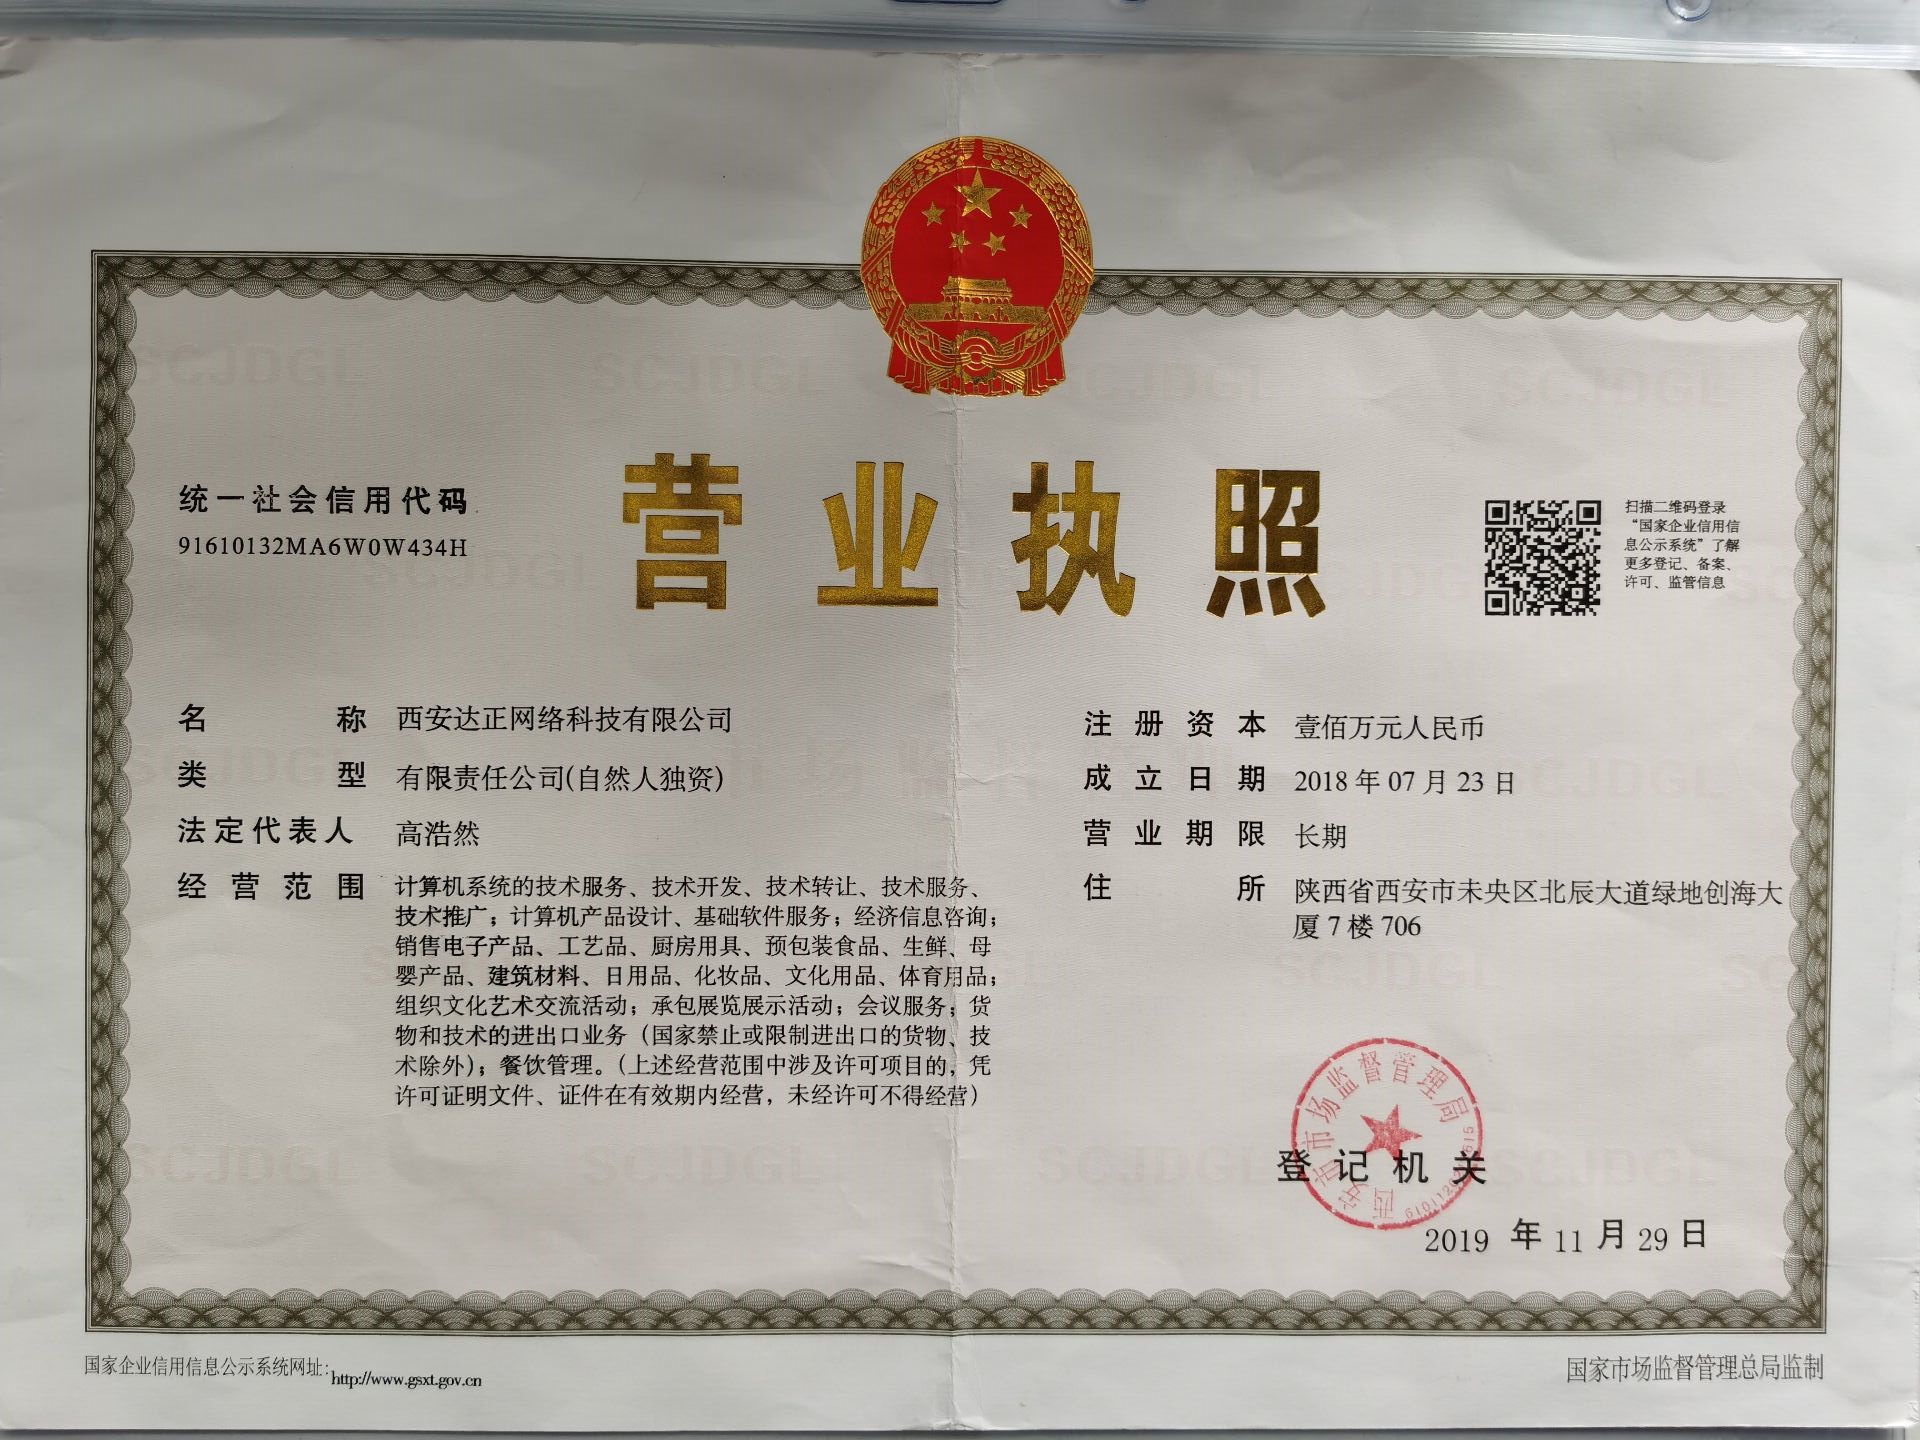 营业执照
统一社会信用代码
91610132MA6W0W434H
扫描二维码登录
“国家企业信用信
息公示系统”了解
更多登记、备案、
许可、监管信息
名称 西安达正网络科技有限公司
类型 有限责任公司(自然人独资)
法定代表人 高浩然
经营范围 计算机系统的技术服务、技术开发、技术转让、技术服务、
技术推广；计算机产品设计、基础软件服务；经济信息咨询；
销售电子产品、工艺品、厨房用具、预包装食品、生鲜、母
婴产品、建筑材料、日用品、化妆品、文化用品、体育用品；
组织文化艺术交流活动；承包展览展示活动；会议服务；货
物和技术的进出口业务（国家禁止或限制进出口的货物、技
术除外）；餐饮管理。（上述经营范围中涉及许可项目的，凭
许可证明文件、证件在有效期内经营，未经许可不得经营）
注册资本 壹佰万元人民币
成立日期 2018年07月23日
营业期限 长期
住所 陕西省西安市未央区北辰大道绿地创海大
厦7楼706
西安市市场监督管理局
登记机关
2019年11月29日
国家企业信用信息公示系统网址：http://www.gsxt.gov.cn
国家市场监督管理总局监制
SCJDGL